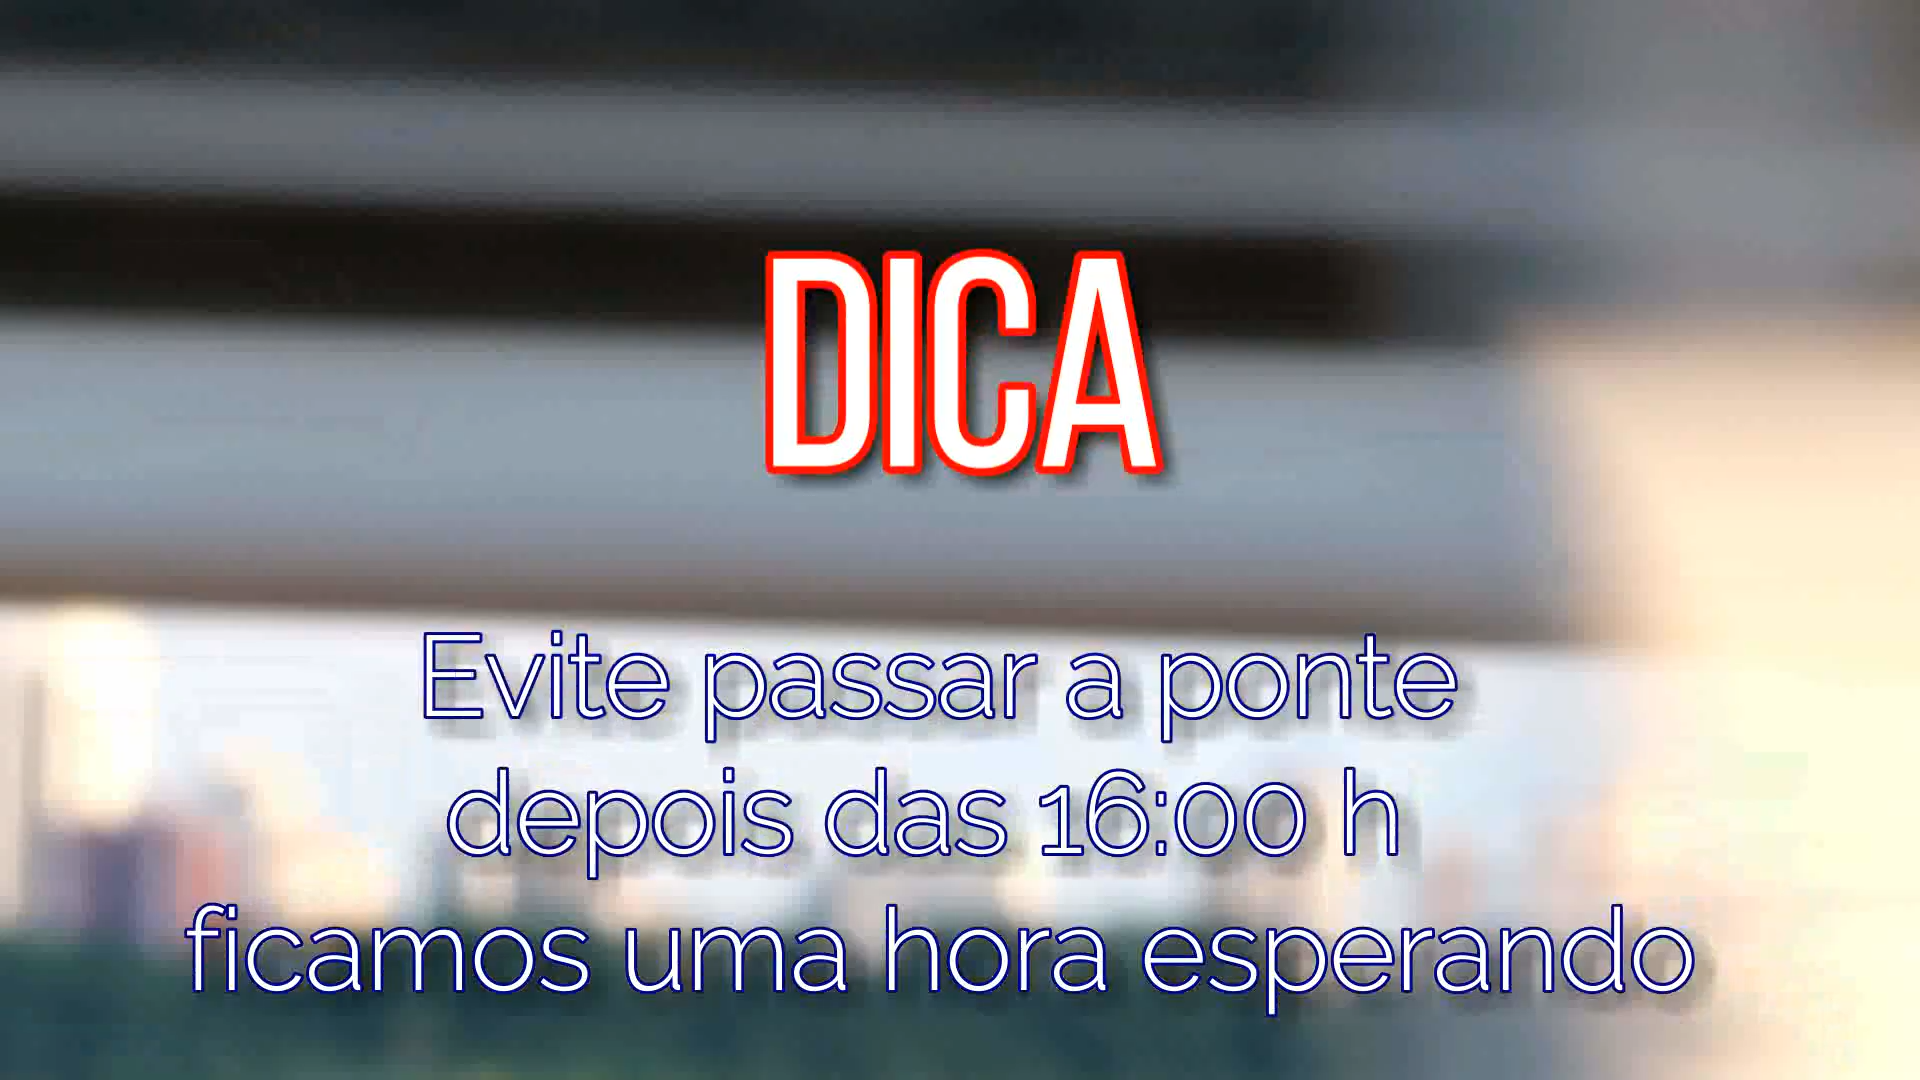 DICA
Evite passar a ponte
depois das 16:00 h
ficamos uma hora esperando